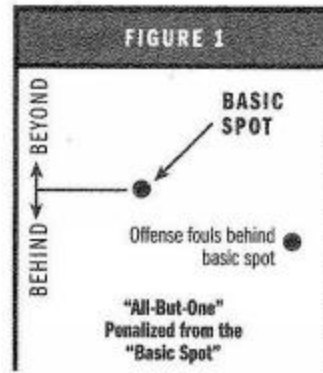 FIGURE 1
BEYOND
BASIC
SPOT
BEHIND
Offense fouls behind
basic spot
"All-But-One"
Penalized from the
"Basic Spot"